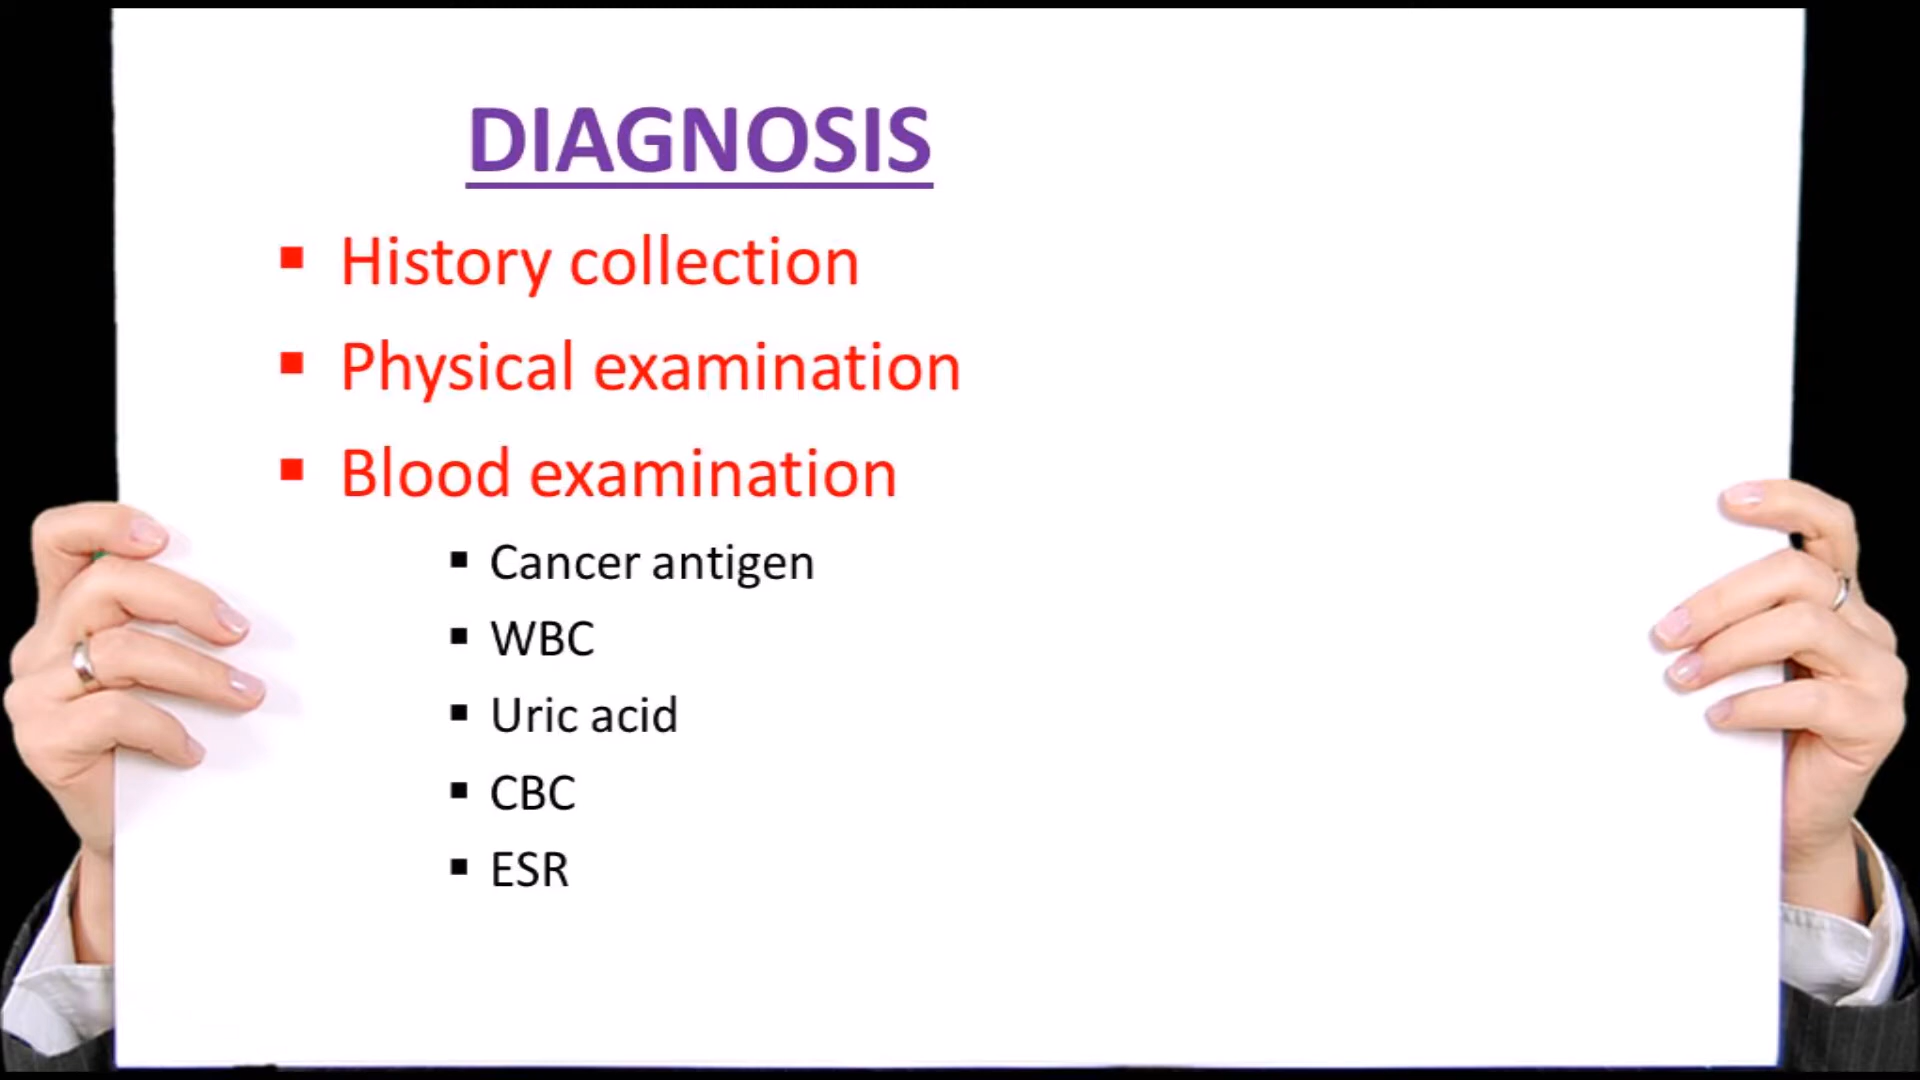 DIAGNOSIS
History collection
Physical examination
Blood examination
Cancer antigen
WBC
Uric acid
CBC
ESR